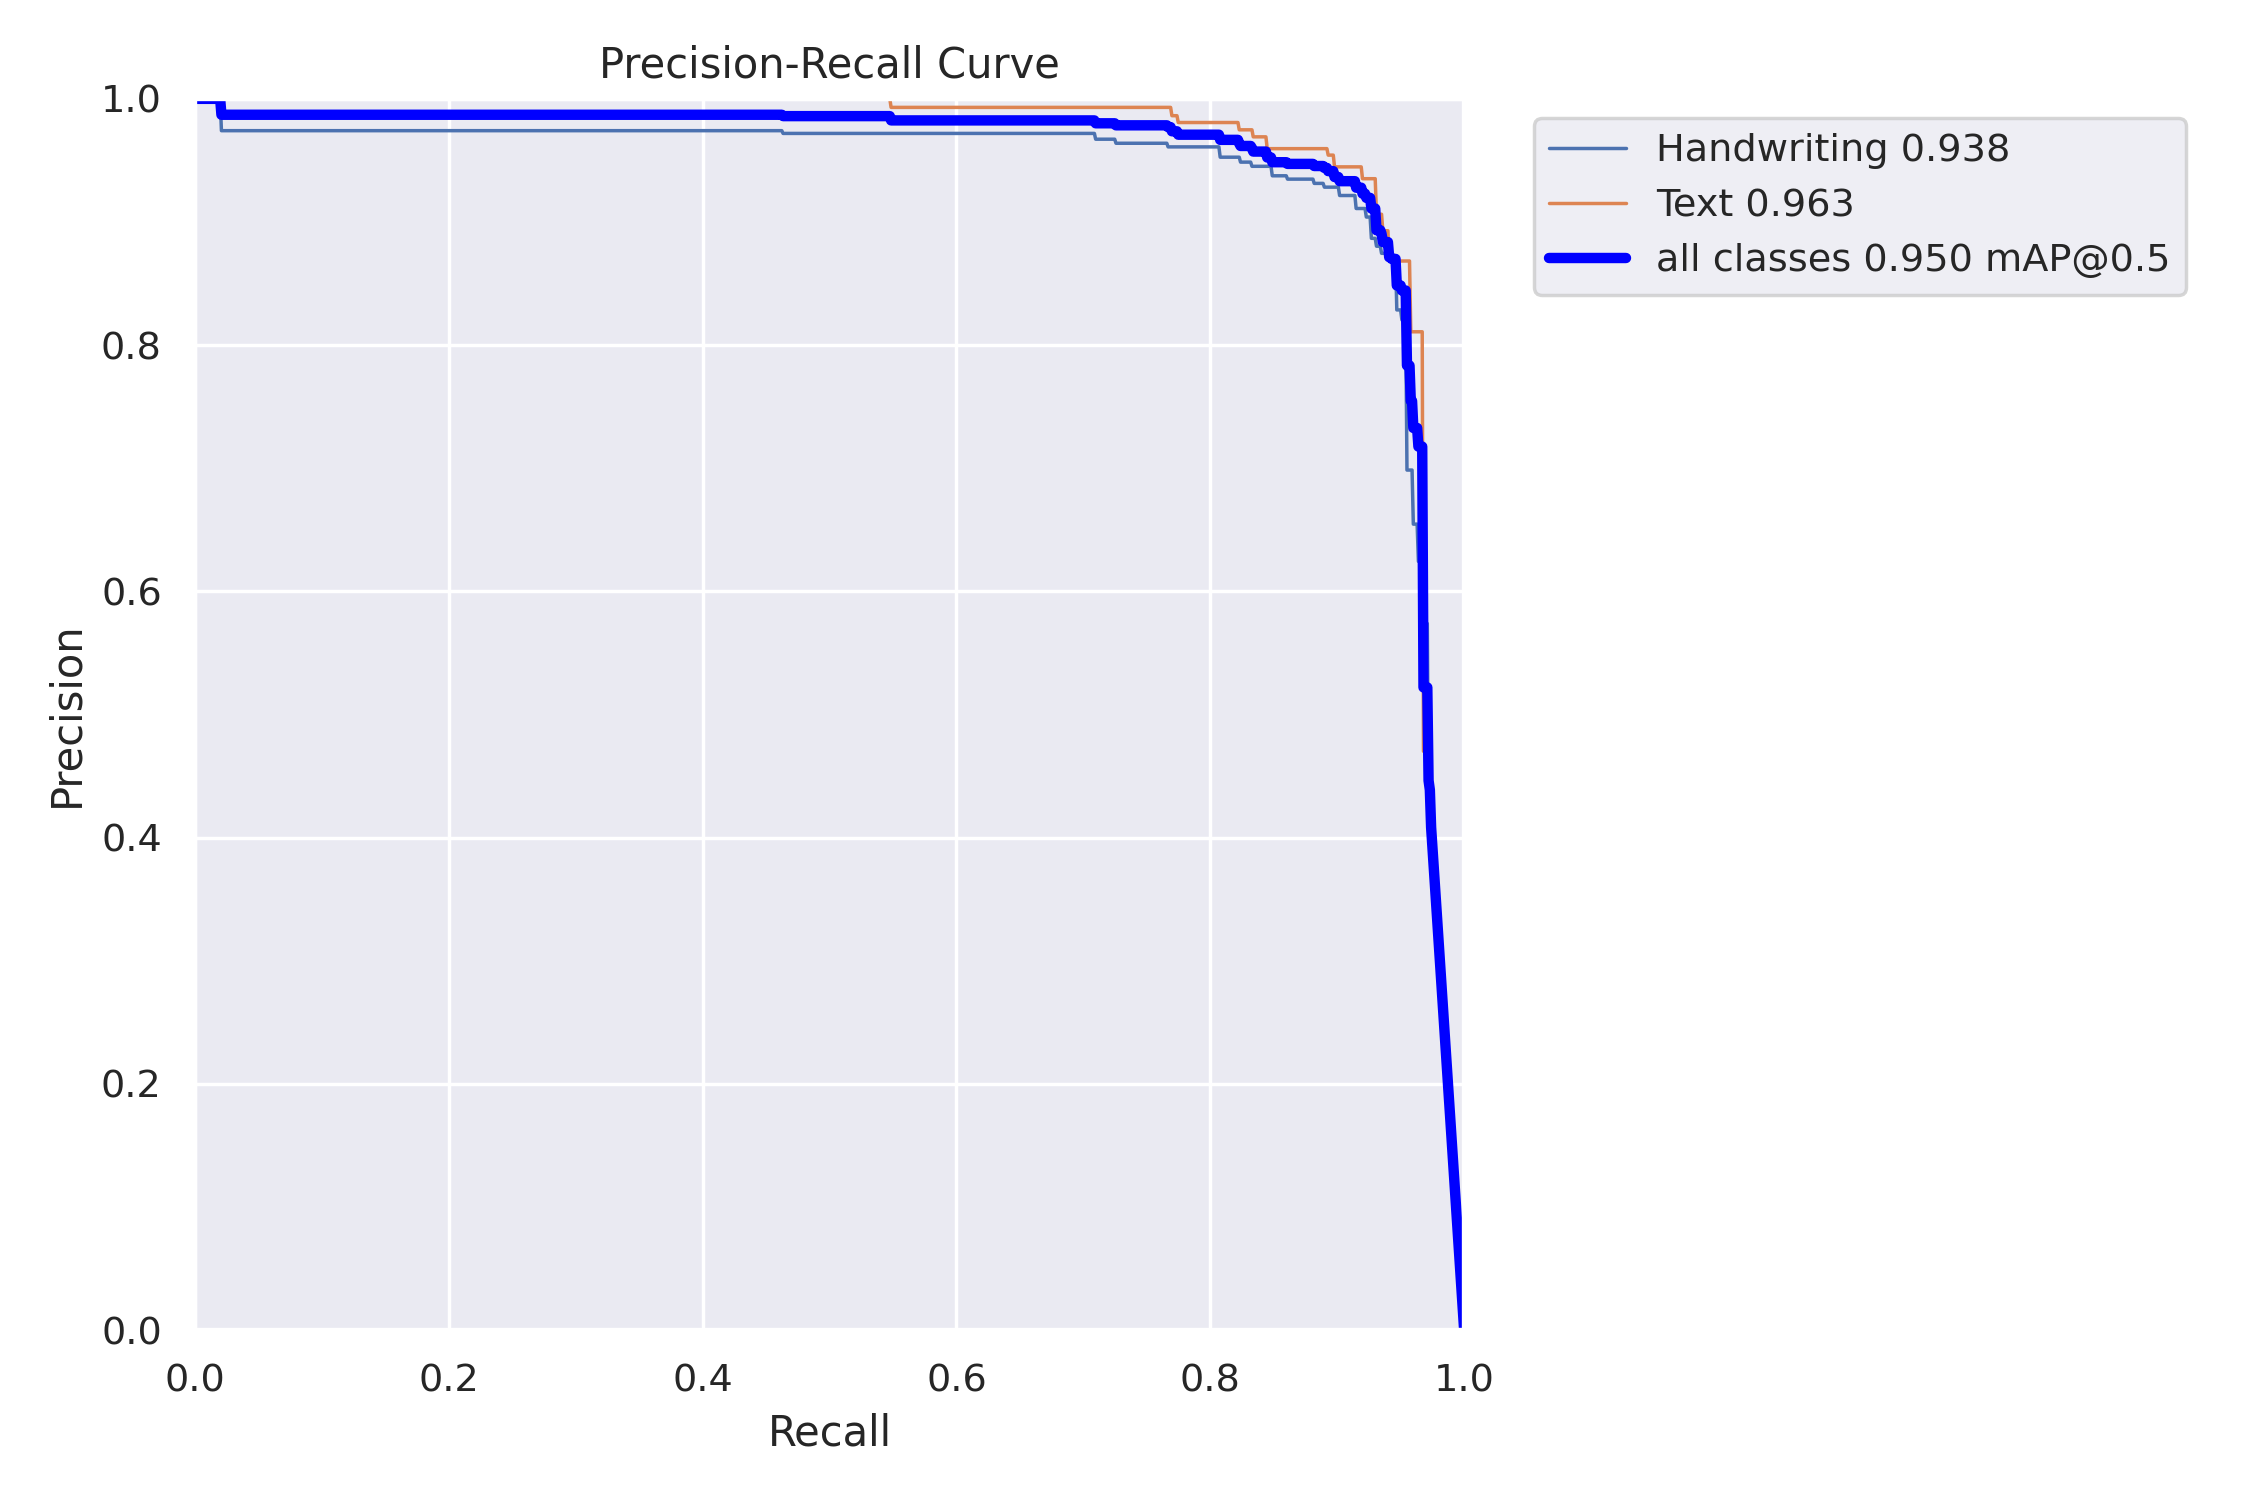 Precision-Recall Curve
1.0
0.8
0.6
0.4
0.2
0.0
Precision
0.0 0.2 0.4 0.6 0.8 1.0
Recall
Handwriting 0.938
Text 0.963
all classes 0.950 mAP@0.5